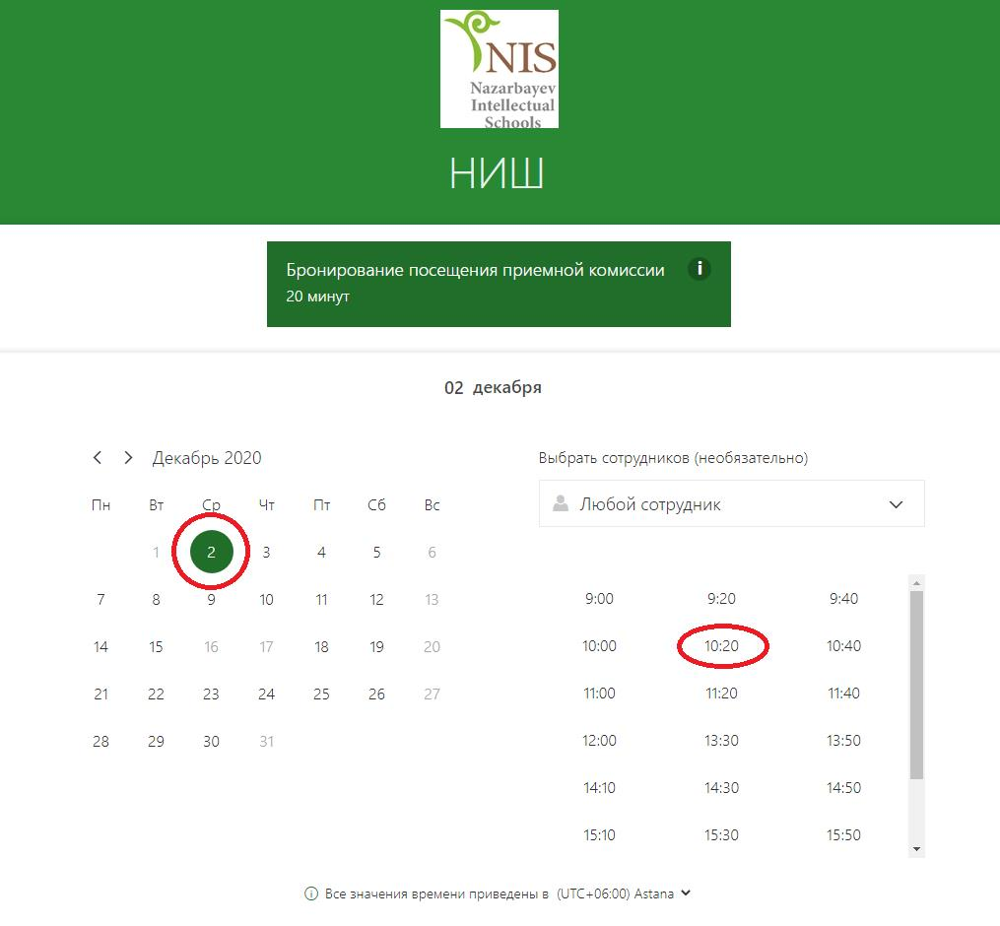 NIS
Nazarbayev
Intellectual
Schools
НИШ
Бронирование посещения приемной комиссии
20 минут
02 декабря
Декабрь 2020
Пн Вт Ср Чт Пт Сб Вс
1 2 3 4 5 6
7 8 9 10 11 12 13
14 15 16 17 18 19 20
21 22 23 24 25 26 27
28 29 30 31
Выбрать сотрудников (необязательно)
Любой сотрудник
9:00 9:20 9:40
10:00 10:20 10:40
11:00 11:20 11:40
12:00 13:30 13:50
14:10 14:30 14:50
15:10 15:30 15:50
Все значения времени приведены в (UTC+06:00) Astana